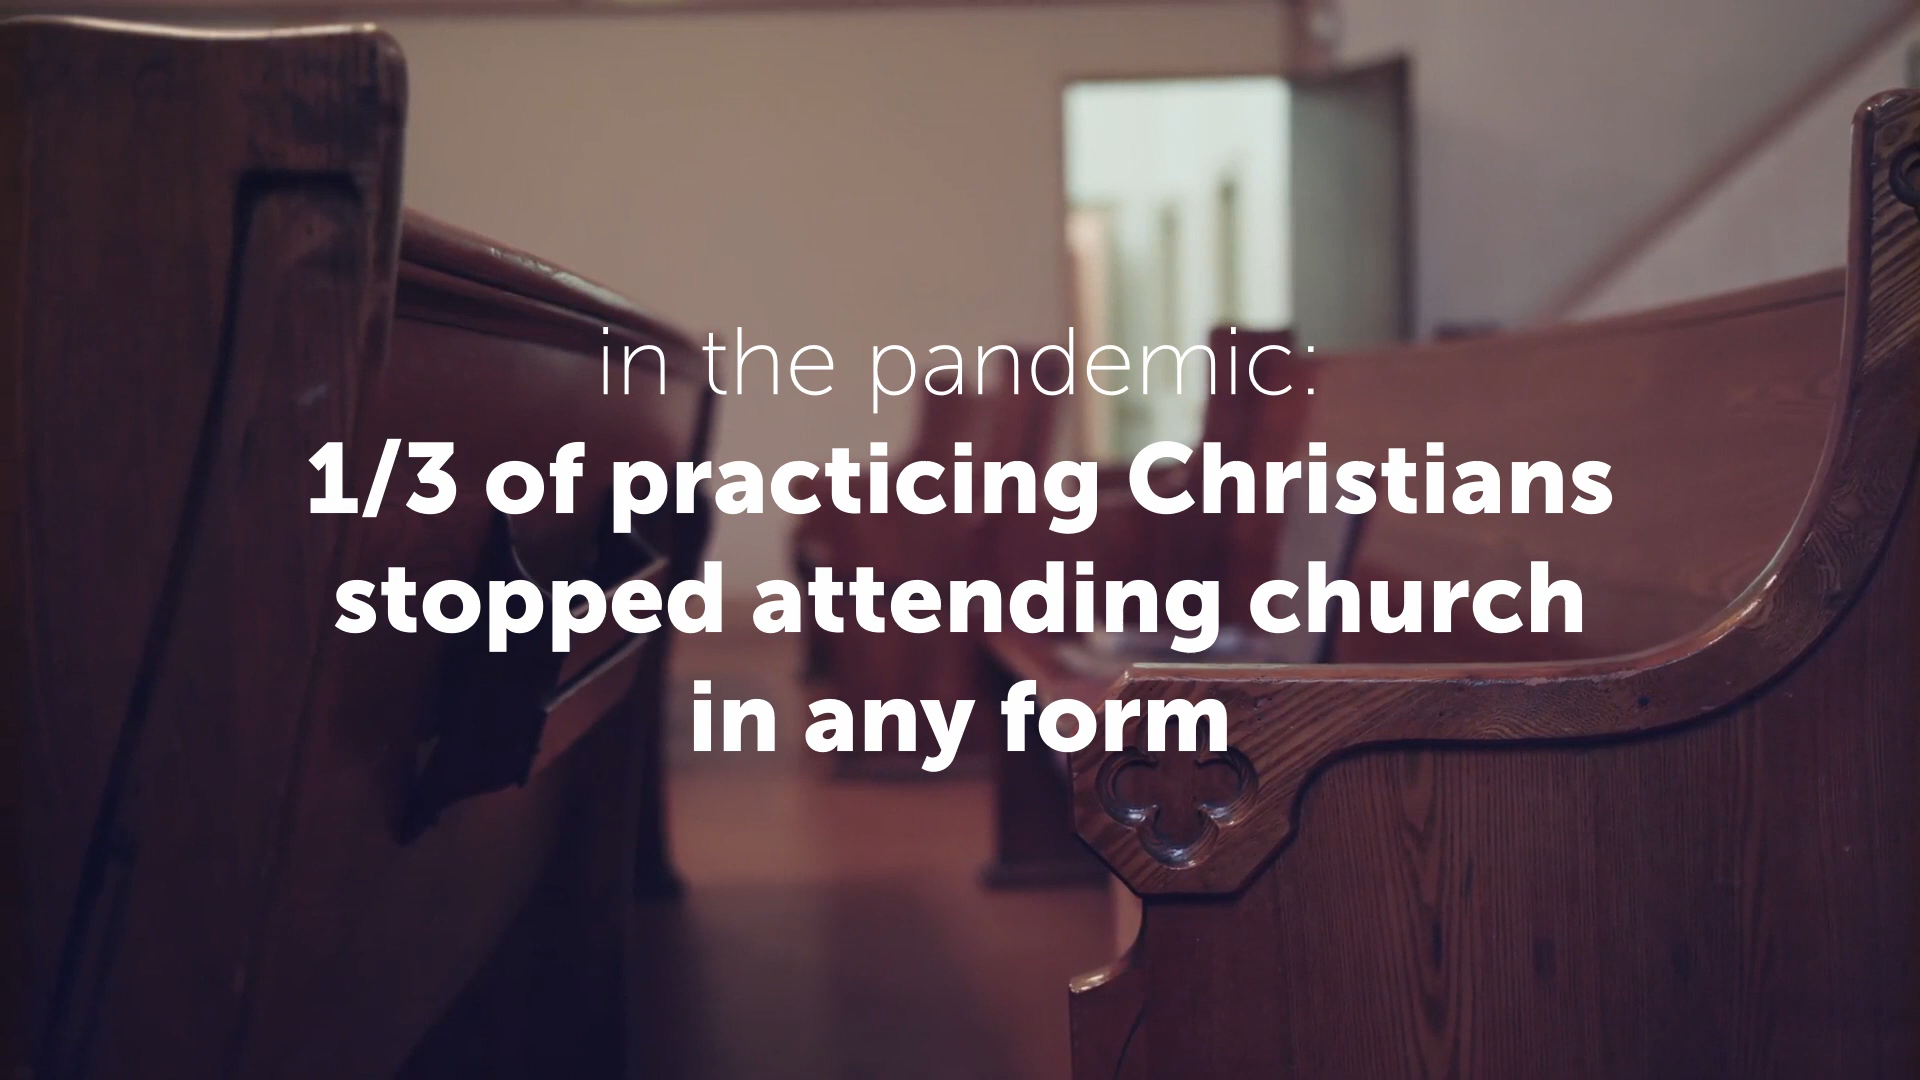 in the pandemic:
1/3 of practicing Christians
stopped attending church
in any form